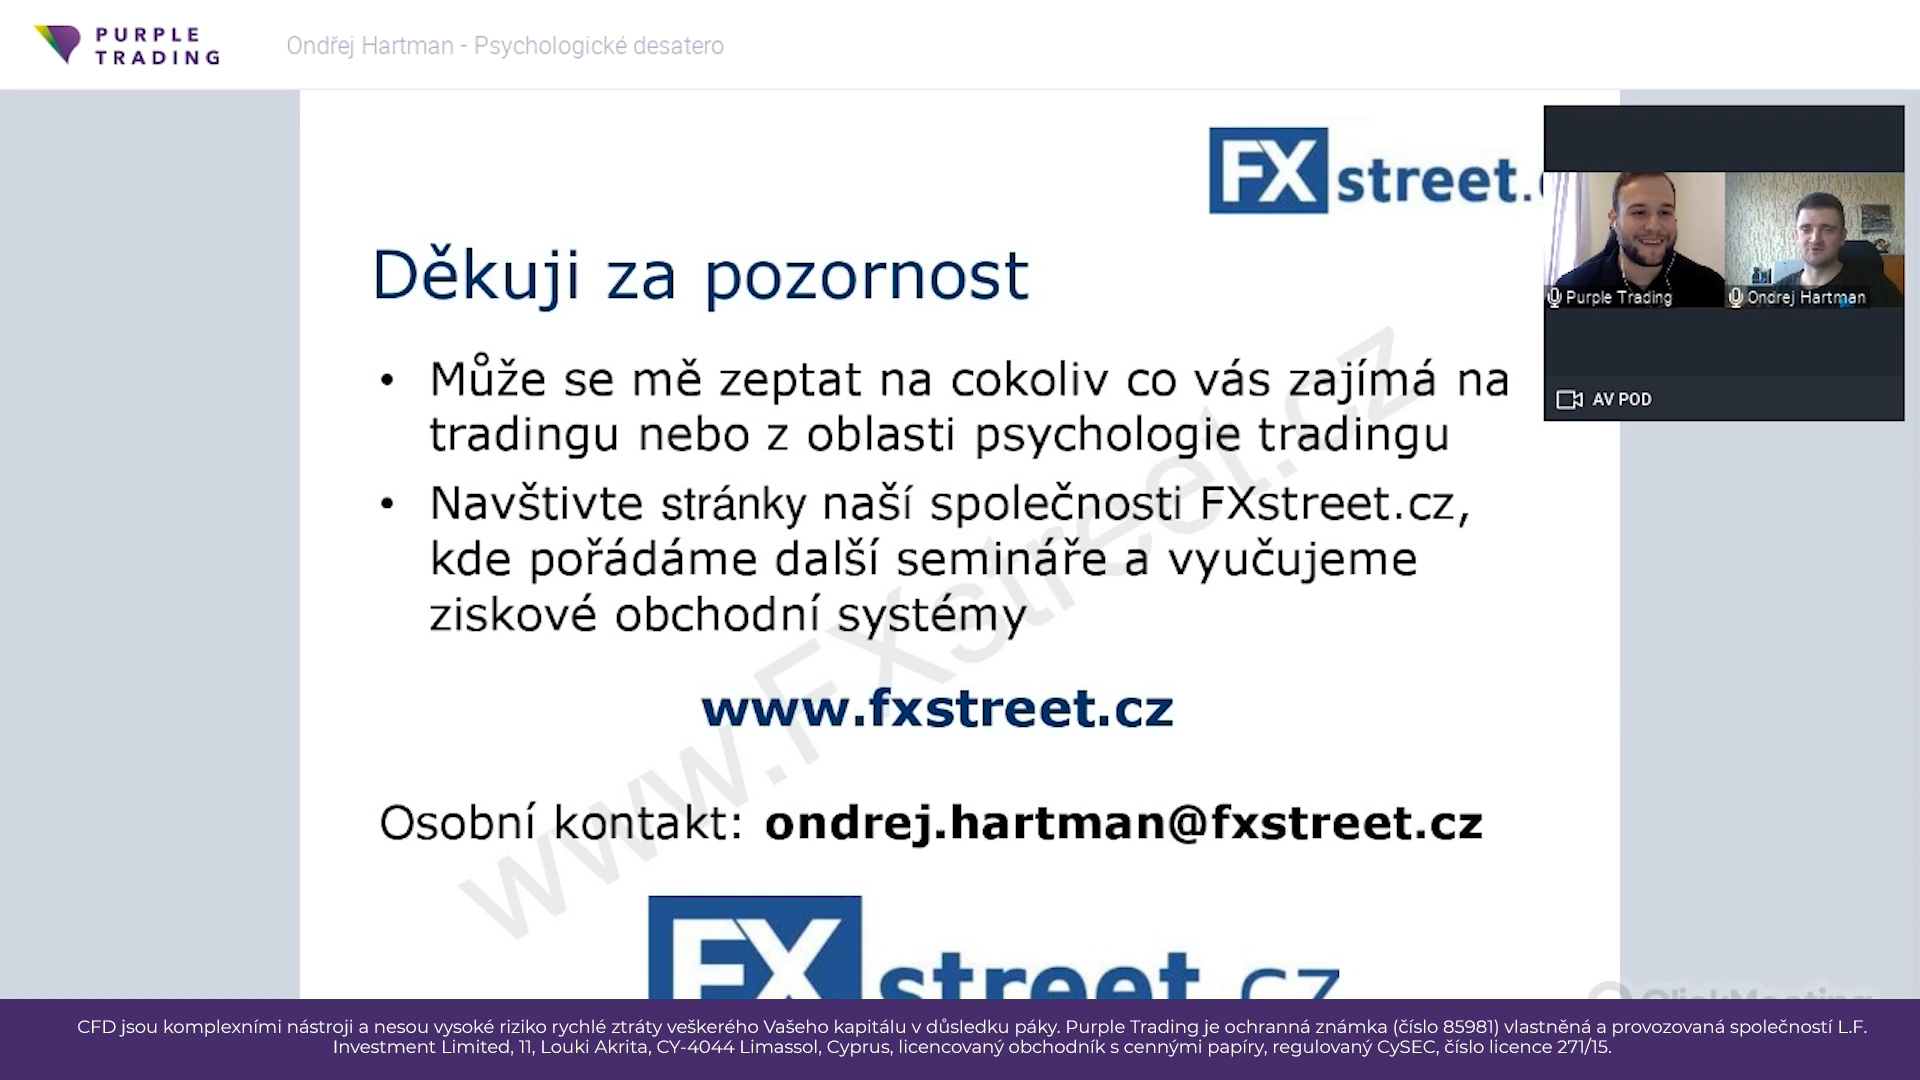 PURPLE
TRADING
Ondřej Hartman - Psychologické desatero
FX street.
Děkuji za pozornost
• Může se mě zeptat na cokoliv co vás zajímá na
tradingu nebo z oblasti psychologie tradingu
• Navštivte stránky naší společnosti FXstreet.cz,
kde pořádáme další semináře a vyučujeme
ziskové obchodní systémy
www.fxstreet.cz
Osobní kontakt: ondrej.hartman@fxstreet.cz
www.FXstreet.cz
FX street.cz
Purple Trading
Ondrej Hartman
AV POD
ClickMeeting
CFD jsou komplexními nástroji a nesou vysoké riziko rychlé ztráty veškerého Vašeho kapitálu v důsledku páky. Purple Trading je ochranná známka (číslo 85981) vlastněná a provozovaná společností L.F.
Investment Limited, 11, Louki Akrita, CY-4044 Limassol, Cyprus, licencovaný obchodník s cennými papíry, regulovaný CySEC, číslo licence 271/15.